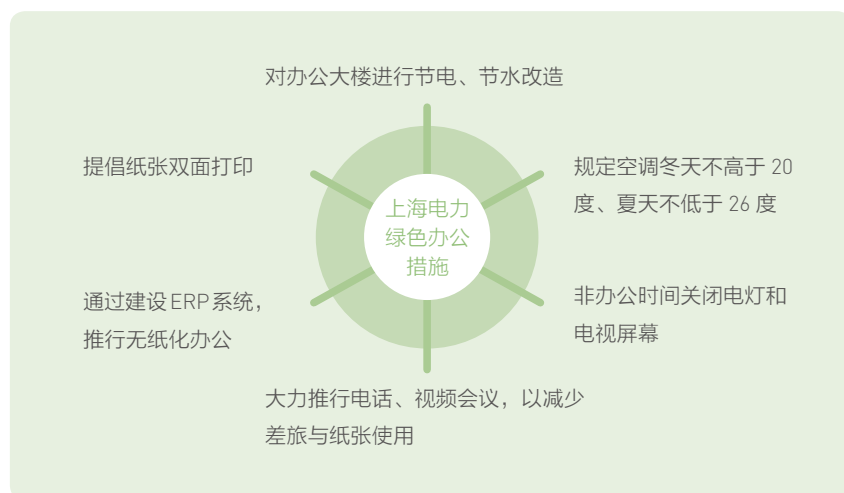 对办公大楼进行节电、节水改造
提倡纸张双面打印
规定空调冬天不高于 20
度、夏天不低于 26 度
上海电力
绿色办公
措施
通过建设 ERP 系统，
推行无纸化办公
非办公时间关闭电灯和
电视屏幕
大力推行电话、视频会议，以减少
差旅与纸张使用